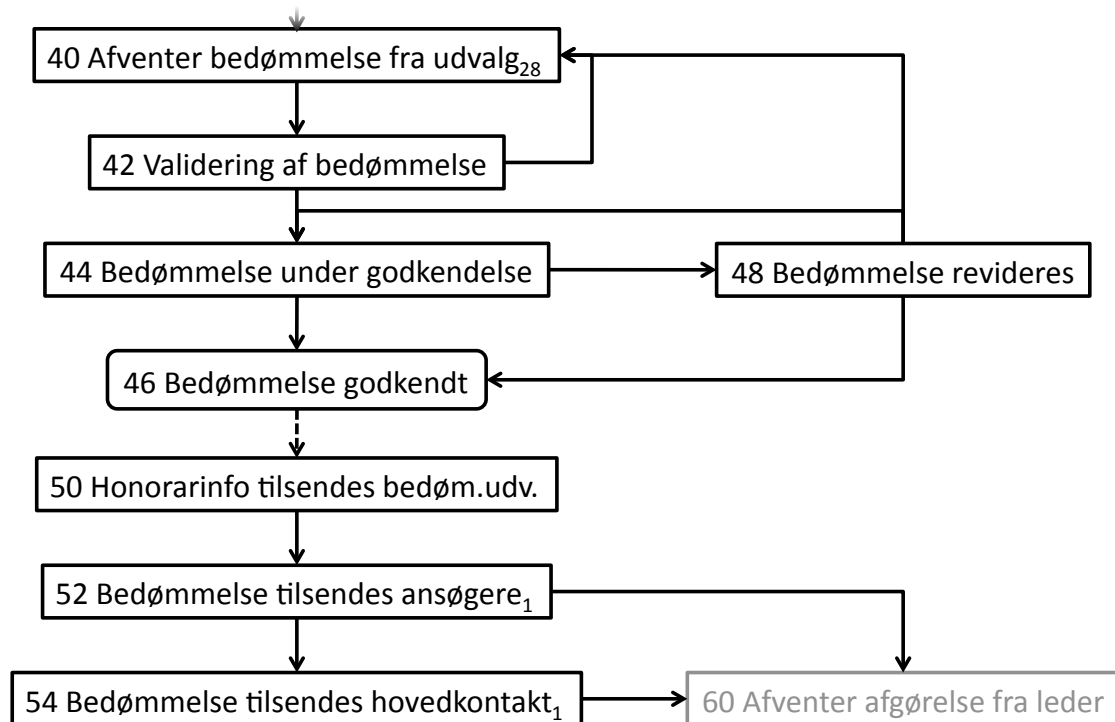 40 Afventer bedømmelse fra udvalg28
42 Validering af bedømmelse
44 Bedømmelse under godkendelse
48 Bedømmelse revideres
46 Bedømmelse godkendt
50 Honorarinfo tilsendes bedøm.udv.
52 Bedømmelse tilsendes ansøgere1
54 Bedømmelse tilsendes hovedkontakt1
60 Afventer afgørelse fra leder